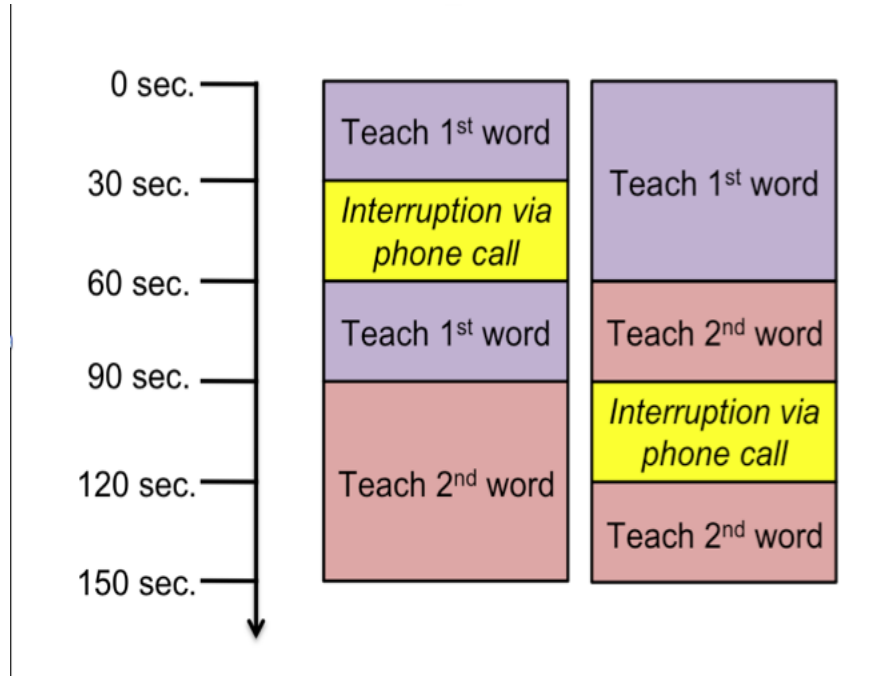 0 sec.
30 sec.
60 sec.
90 sec.
120 sec.
150 sec.
Teach 1st word
Interruption via
phone call
Teach 1st word
Teach 2nd word
Teach 1st word
Teach 2nd word
Interruption via
phone call
Teach 2nd word